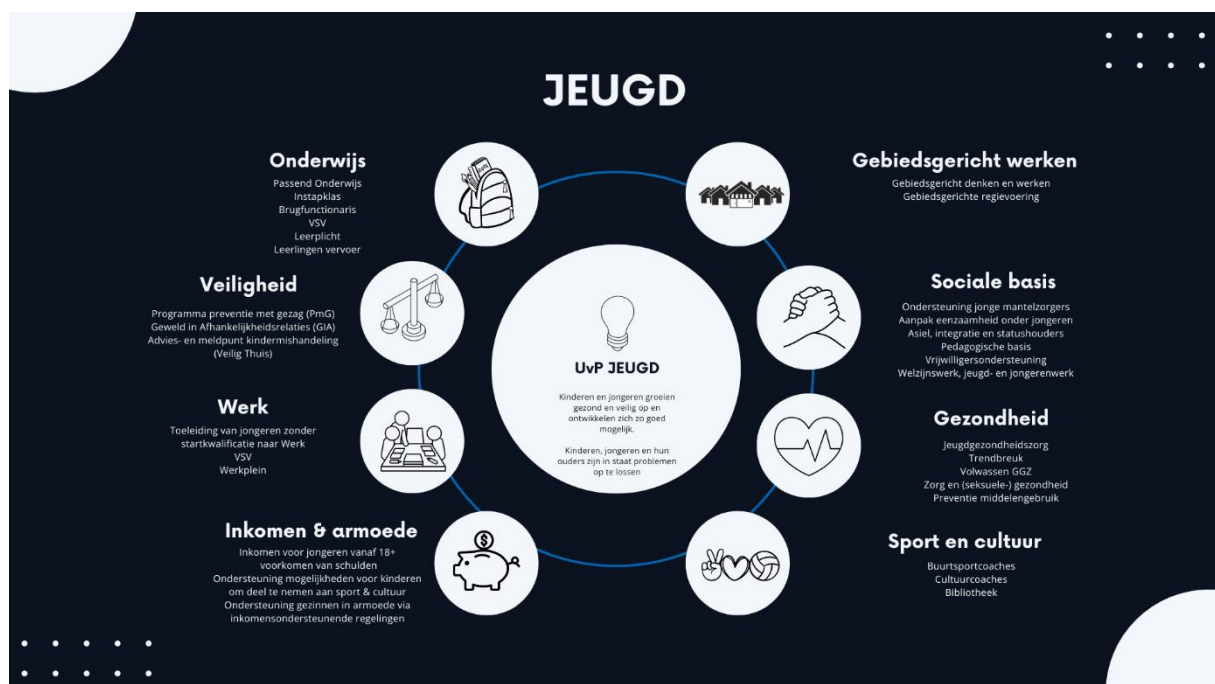 JEUGD
Onderwijs
Passend Onderwijs
Instapklas
Brugfunctionaris
VSV
Leerplicht
Leerlingen vervoer
Veiligheid
Programma preventie met gezag (PmG)
Geweld in Afhankelijkheidsrelaties (GIA)
Advies- en meldpunt kindermishandeling
(Veilig Thuis)
Werk
Toeleiding van jongeren zonder
startkwalificatie naar Werk
VSV
Werkplein
Inkomen & armoede
Inkomen voor jongeren vanaf 18+
voorkomen van schulden
Ondersteuning mogelijkheden voor kinderen
om deel te nemen aan sport & cultuur
Ondersteuning gezinnen in armoede via
inkomensondersteunende regelingen
$
UvP JEUGD
Kinderen en jongeren groeien
gezond en veilig op en
ontwikkelen zich zo goed
mogelijk.
Kinderen, jongeren en hun
ouders zijn in staat problemen
op te lossen
Gebiedsgericht werken
Gebiedsgericht denken en werken
Gebiedsgerichte regievoering
Sociale basis
Ondersteuning jonge mantelzorgers
Aanpak eenzaamheid onder jongeren
Asiel, integratie en statushouders
Pedagogische basis
Vrijwilligersondersteuning
Welzijnswerk, jeugd- en jongerenwerk
Gezondheid
Jeugdgezondheidszorg
Trendbreuk
Volwassen GGZ
Zorg en (seksuele-) gezondheid
Preventie middelengebruik
Sport en cultuur
Buurtsportcoaches
Cultuurcoaches
Bibliotheek